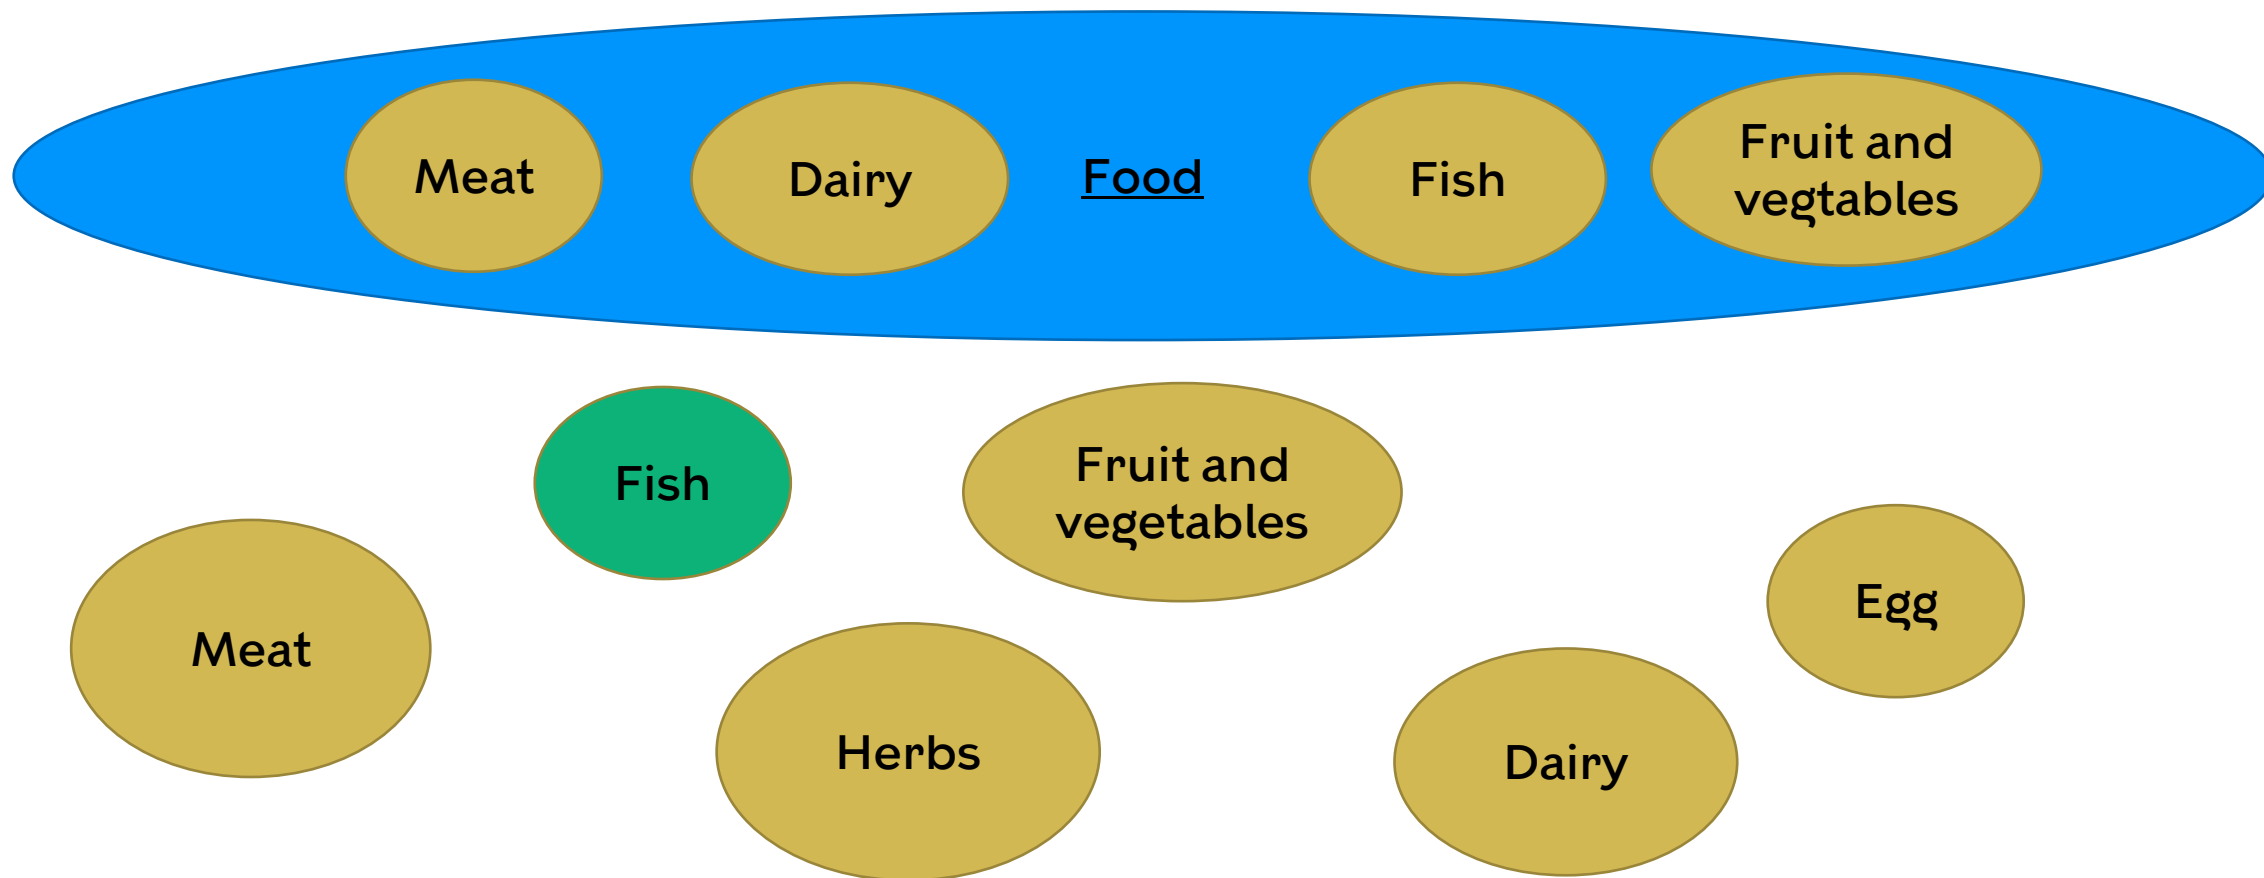 Meat
Dairy
Food
Fish
Fruit and
vegtables
Fish
Fruit and
vegetables
Egg
Meat
Herbs
Dairy